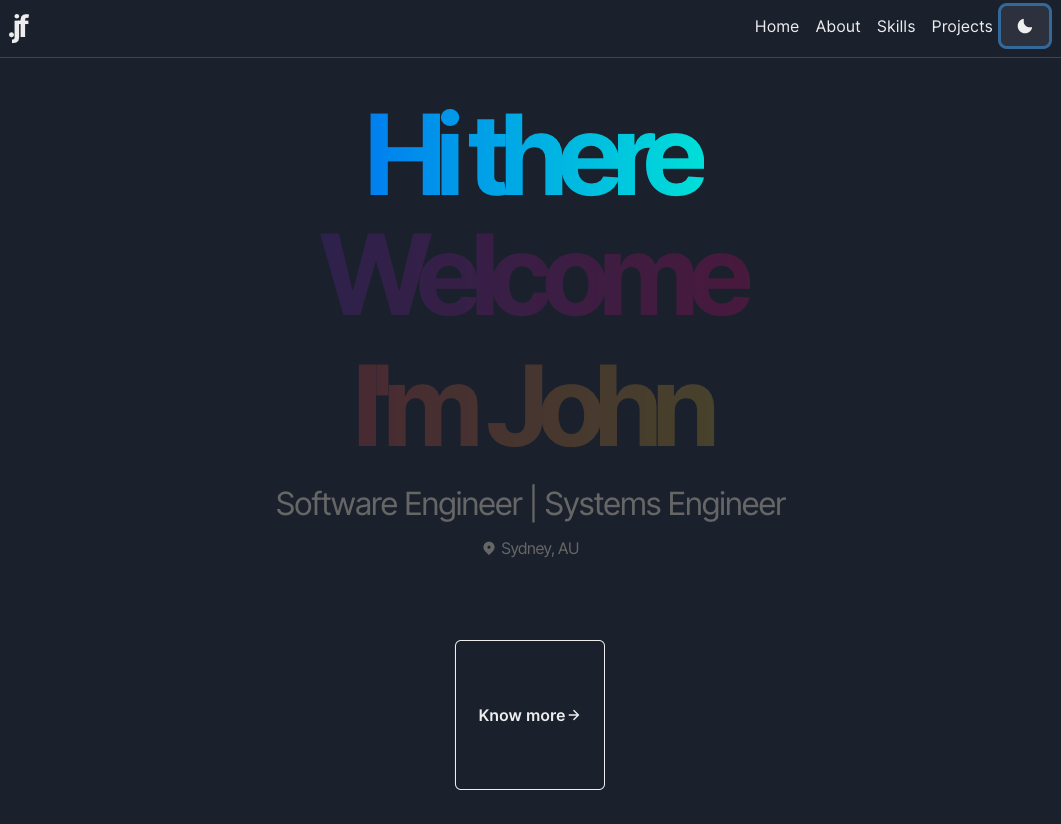 .jf
Home About Skills Projects
Hi there
Welcome
I'm John
Software Engineer | Systems Engineer
Sydney, AU
Know more